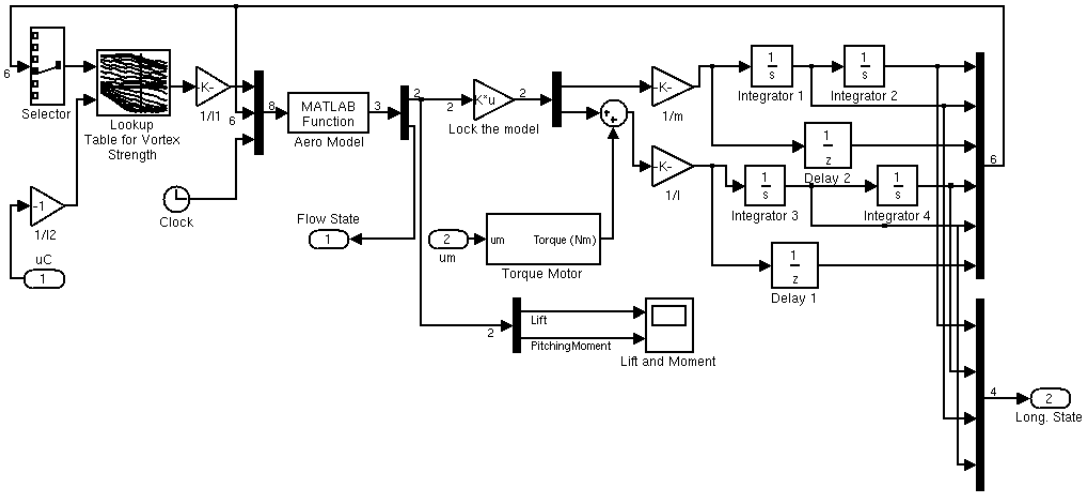 6
Selector
Lookup
Table for Vortex
Strength
-K-
1/I1
6
8
MATLAB
Function
Aero Model
3
2
2
K*u
Lock the model
2
-K-
1/m
-K-
1/I
1
s
Integrator 1
1
s
Integrator 2
1
z
Delay 2
1
s
Integrator 3
1
s
Integrator 4
1
z
Delay 1
6
-1
1/I2
Clock
uC
1
Flow State
1
2
um
um
Torque (Nm)
Torque Motor
2
Lift
PitchingMoment
Lift and Moment
4
2
Long. State